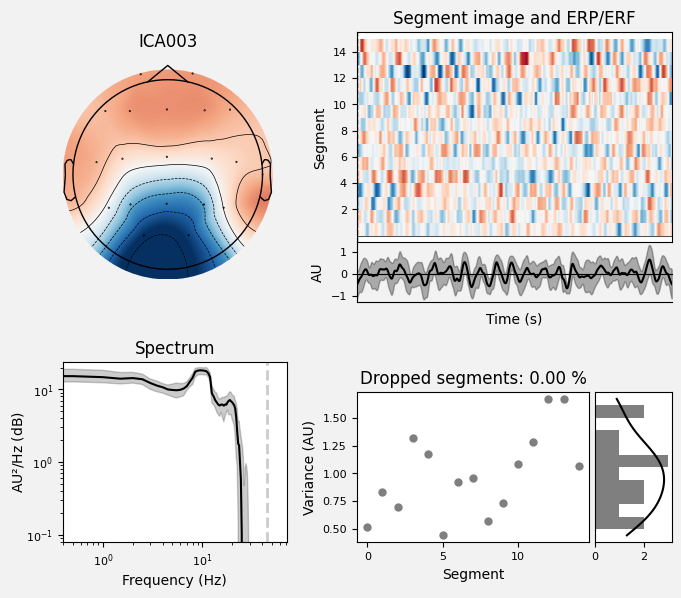 ICA003
Segment image and ERP/ERF
Segment
14
12
10
8
6
4
2
AU
1
0
−1
Time (s)
Spectrum
AU²/Hz (dB)
10¹
10⁰
10⁻¹
10⁰
10¹
Frequency (Hz)
Dropped segments: 0.00 %
Variance (AU)
1.50
1.25
1.00
0.75
0.50
0
5
10
Segment
0
2